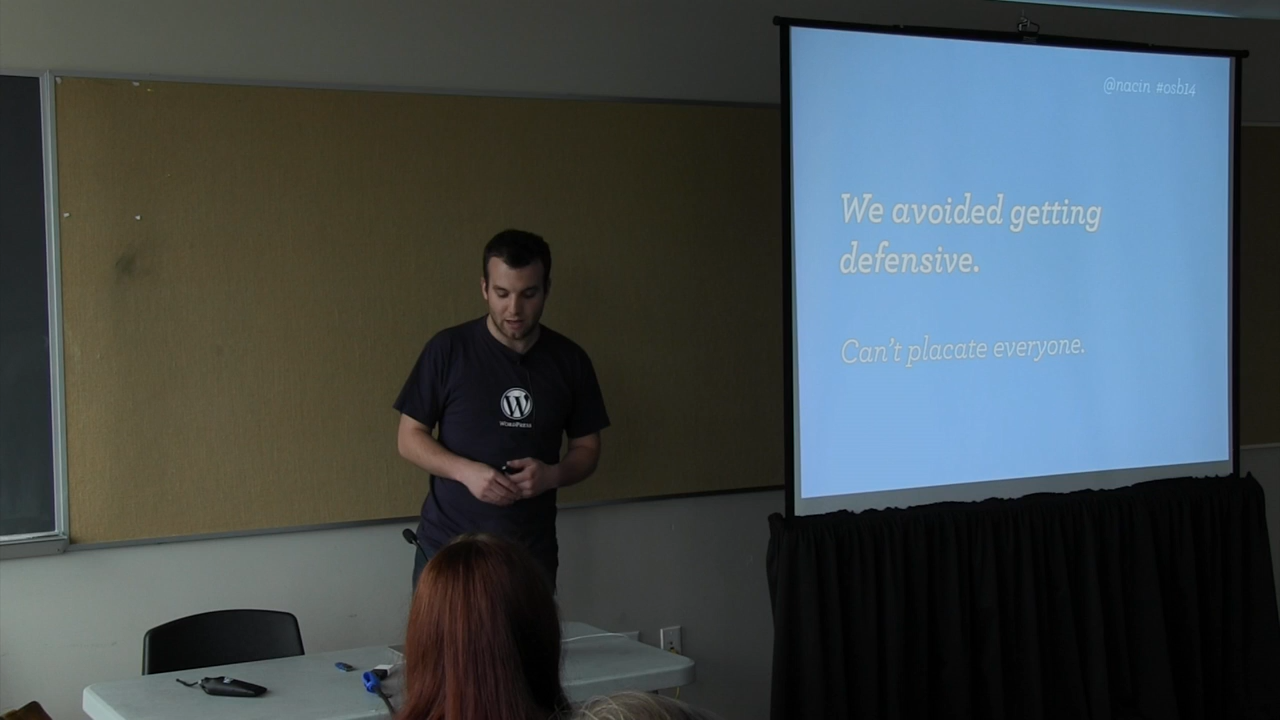 @nacin #osb14
We avoided getting
defensive.
Can't placate everyone.
W
WORDPRESS